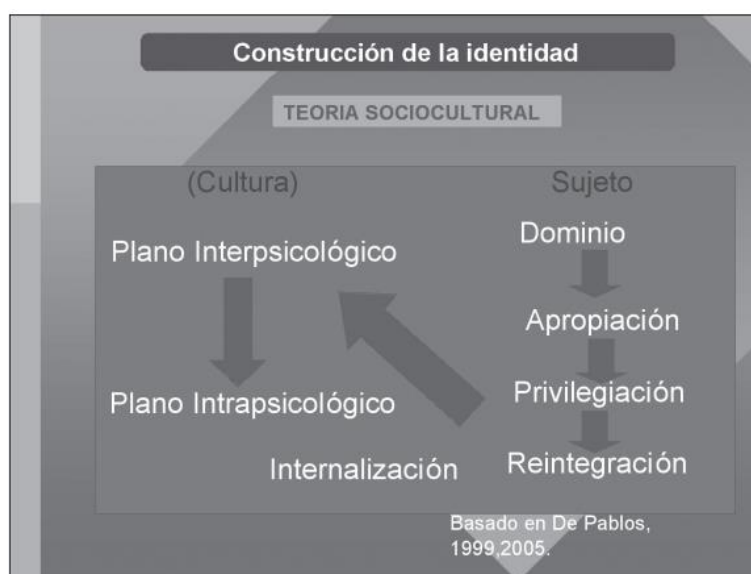 Construcción de la identidad
TEORIA SOCIOCULTURAL
(Cultura)
Plano Interpsicológico
Plano Intrapsicológico
Internalización
Sujeto
Dominio
Apropiación
Privilegiación
Reintegración
Basado en De Pablos,
1999,2005.